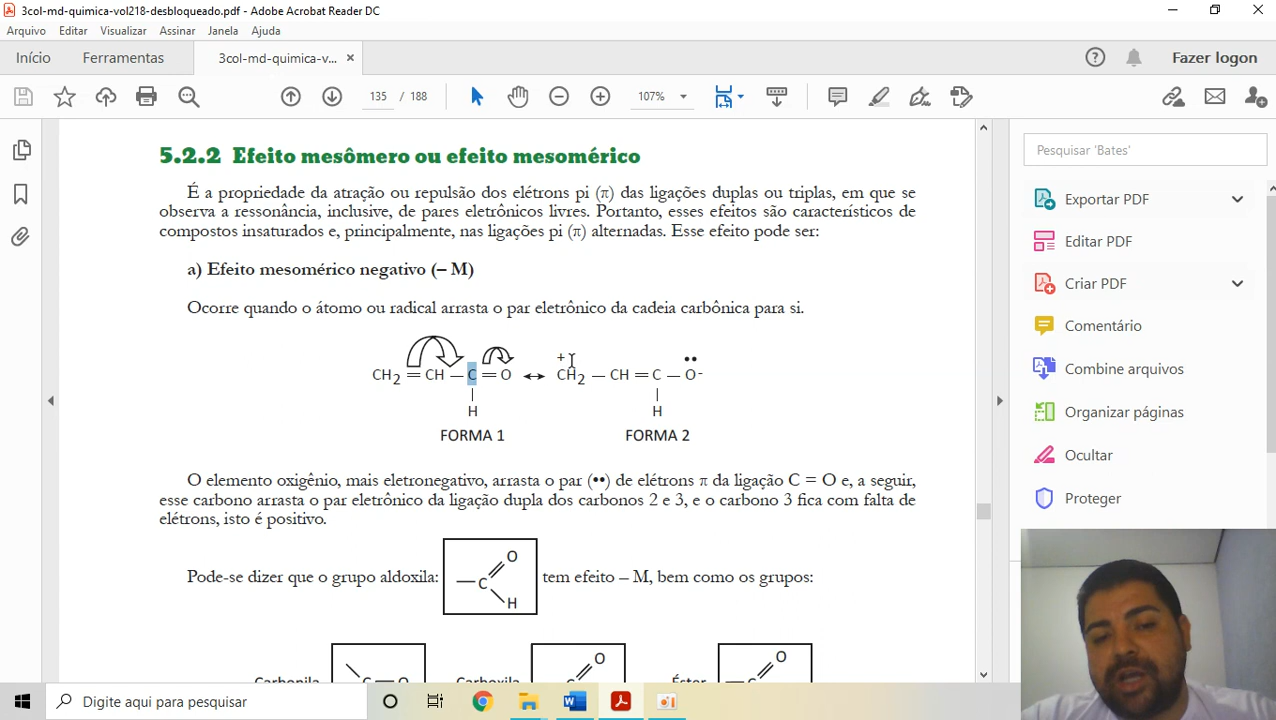 3col-md-quimica-vol218-desbloqueado.pdf - Adobe Acrobat Reader DC
Arquivo Editar Visualizar Assinar Janela Ajuda
Início Ferramentas 3col-md-quimica-v... × Fazer logon
135 / 188 107%
5.2.2 Efeito mesômero ou efeito mesomérico
É a propriedade da atração ou repulsão dos elétrons pi (π) das ligações duplas ou triplas, em que se
observa a ressonância, inclusive, de pares eletrônicos livres. Portanto, esses efeitos são característicos de
compostos insaturados e, principalmente, nas ligações pi (π) alternadas. Esse efeito pode ser:
a) Efeito mesomérico negativo (– M)
Ocorre quando o átomo ou radical arrasta o par eletrônico da cadeia carbônica para si.
+ ••
CH2 = CH – C = O ↔ CH2 – CH = C – O-
H H
FORMA 1 FORMA 2
O elemento oxigênio, mais eletronegativo, arrasta o par (••) de elétrons π da ligação C = O e, a seguir,
esse carbono arrasta o par eletrônico da ligação dupla dos carbonos 2 e 3, e o carbono 3 fica com falta de
elétrons, isto é positivo.
O
Pode-se dizer que o grupo aldoxila: — C tem efeito – M, bem como os grupos:
H
O O
Carbonila C = O Carboxila — C Éster — C
Pesquisar 'Bates'
Exportar PDF
Editar PDF
Criar PDF
Comentário
Combine arquivos
Organizar páginas
Ocultar
Proteger
Digite aqui para pesquisar